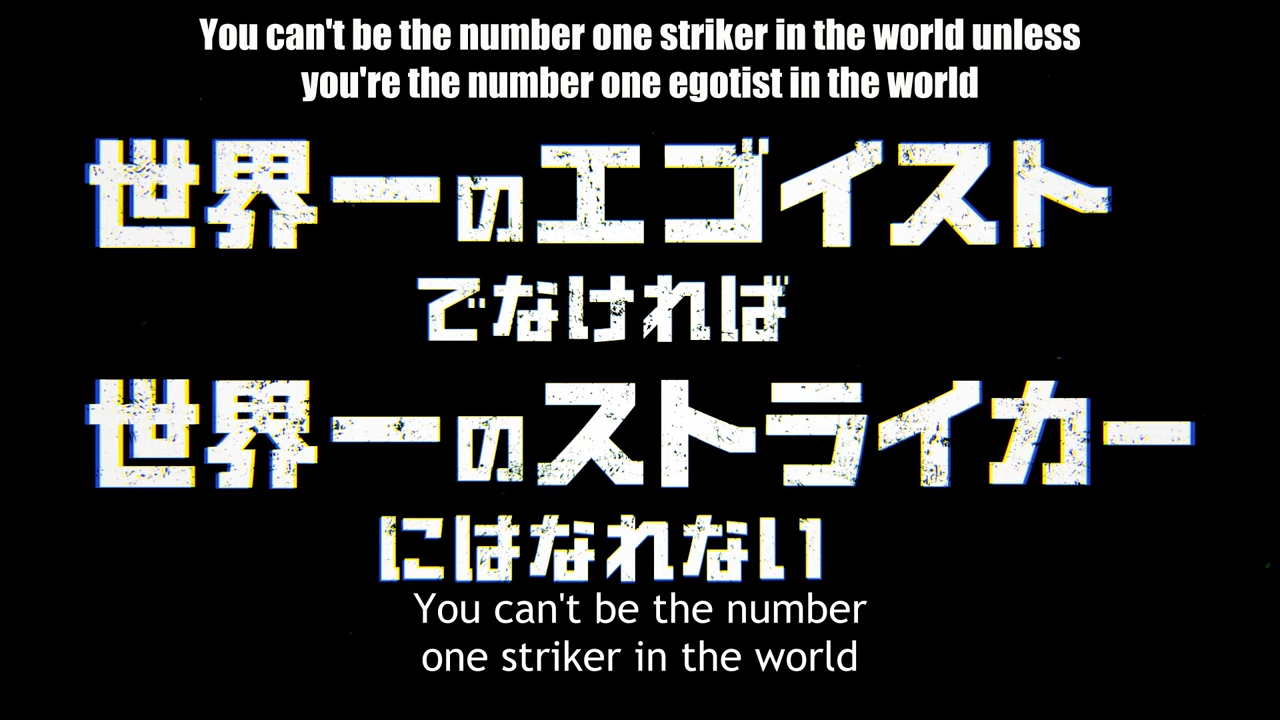 You can't be the number one striker in the world unless
you're the number one egotist in the world
世界一のエゴイスト
でなければ
世界一のストライカー
にはなれない
You can't be the number
one striker in the world